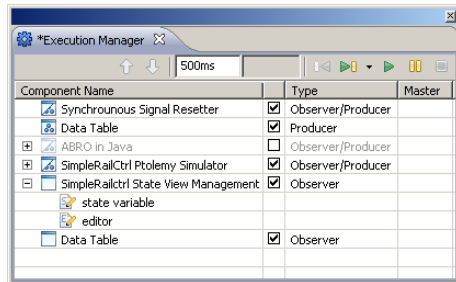 *Execution Manager
500ms
Component Name Type Master
Synchrounous Signal Resetter Observer/Producer
Data Table Producer
ABRO in Java Observer/Producer
SimpleRailCtrl Ptolemy Simulator Observer/Producer
SimpleRailctrl State View Management Observer
state variable
editor
Data Table Observer